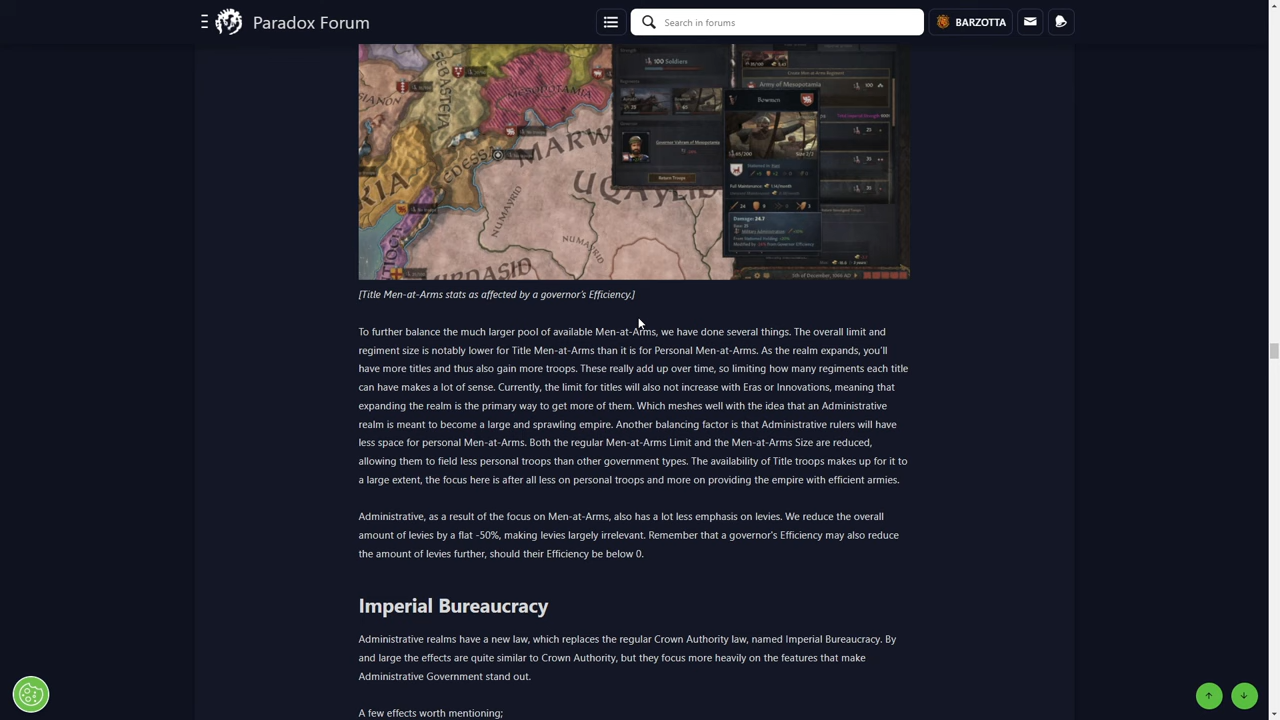 Paradox Forum
Search in forums
BARZOTTA
100 Soldiers
Army of Mesopotamia
Bowmen
Governor Vahram of Mesopotamia
Return Troops
Damage: 24.7
MARW
UQAYLID
NUMAYRID
NUMA
MIRDASID
EDESS
[Title Men-at-Arms stats as affected by a governor's Efficiency.]
To further balance the much larger pool of available Men-at-Arms, we have done several things. The overall limit and
regiment size is notably lower for Title Men-at-Arms than it is for Personal Men-at-Arms. As the realm expands, you'll
have more titles and thus also gain more troops. These really add up over time, so limiting how many regiments each title
can have makes a lot of sense. Currently, the limit for titles will also not increase with Eras or Innovations, meaning that
expanding the realm is the primary way to get more of them. Which meshes well with the idea that an Administrative
realm is meant to become a large and sprawling empire. Another balancing factor is that Administrative rulers will have
less space for personal Men-at-Arms. Both the regular Men-at-Arms Limit and the Men-at-Arms Size are reduced,
allowing them to field less personal troops than other government types. The availability of Title troops makes up for it to
a large extent, the focus here is after all less on personal troops and more on providing the empire with efficient armies.
Administrative, as a result of the focus on Men-at-Arms, also has a lot less emphasis on levies. We reduce the overall
amount of levies by a flat -50%, making levies largely irrelevant. Remember that a governor's Efficiency may also reduce
the amount of levies further, should their Efficiency be below 0.
Imperial Bureaucracy
Administrative realms have a new law, which replaces the regular Crown Authority law, named Imperial Bureaucracy. By
and large the effects are quite similar to Crown Authority, but they focus more heavily on the features that make
Administrative Government stand out.
A few effects worth mentioning;